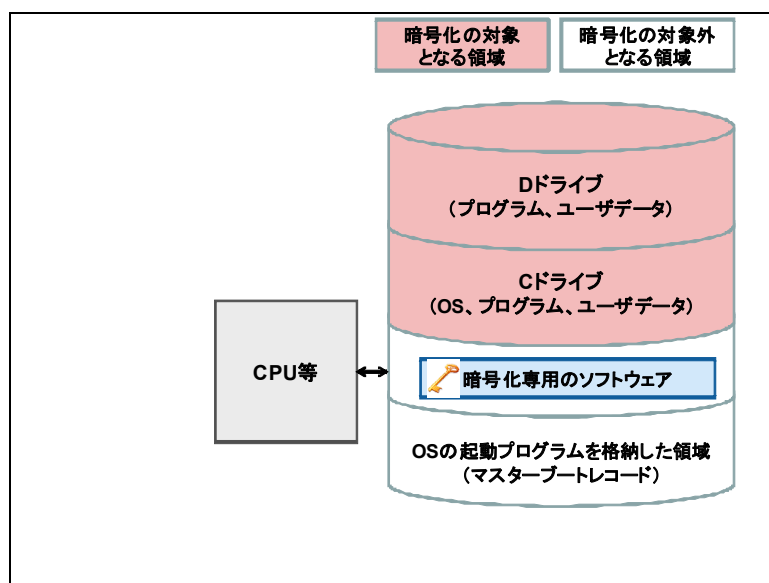 暗号化の対象
となる領域
暗号化の対象外
となる領域
Dドライブ
（プログラム、ユーザデータ）
Cドライブ
（OS、プログラム、ユーザデータ）
CPU等
暗号化専用のソフトウェア
OSの起動プログラムを格納した領域
（マスターブートレコード）